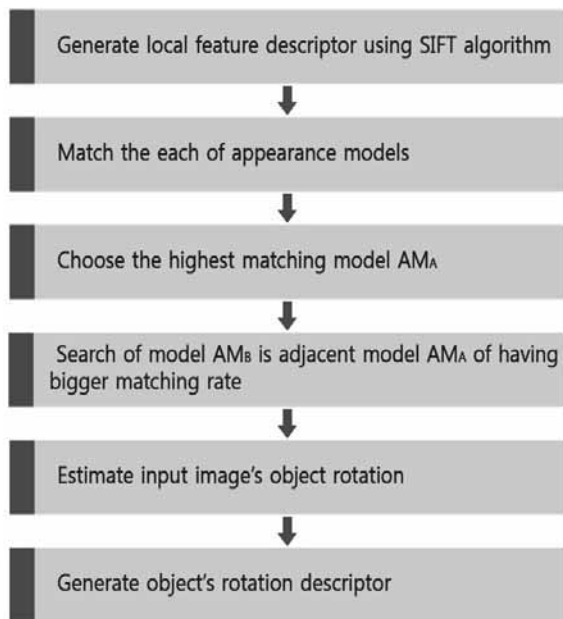 Generate local feature descriptor using SIFT algorithm
Match the each of appearance models
Choose the highest matching model AMA
Search of model AMB is adjacent model AMA of having
bigger matching rate
Estimate input image's object rotation
Generate object's rotation descriptor